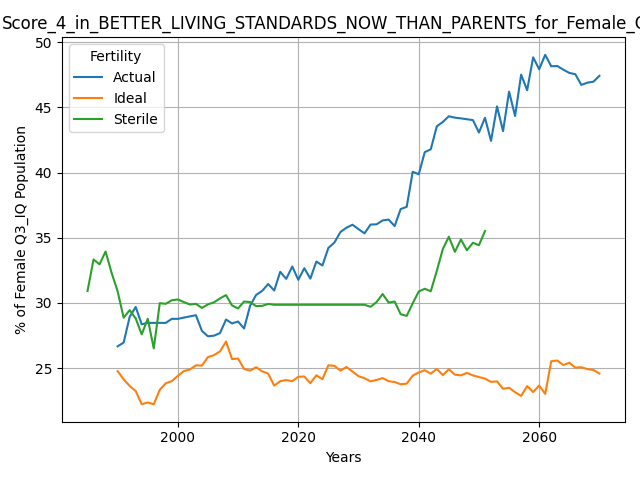 Score_4_in_BETTER_LIVING_STANDARDS_NOW_THAN_PARENTS_for_Female_
Fertility
Actual
Ideal
Sterile
50
45
40
35
30
25
% of Female Q3_IQ Population
2000
2020
2040
2060
Years